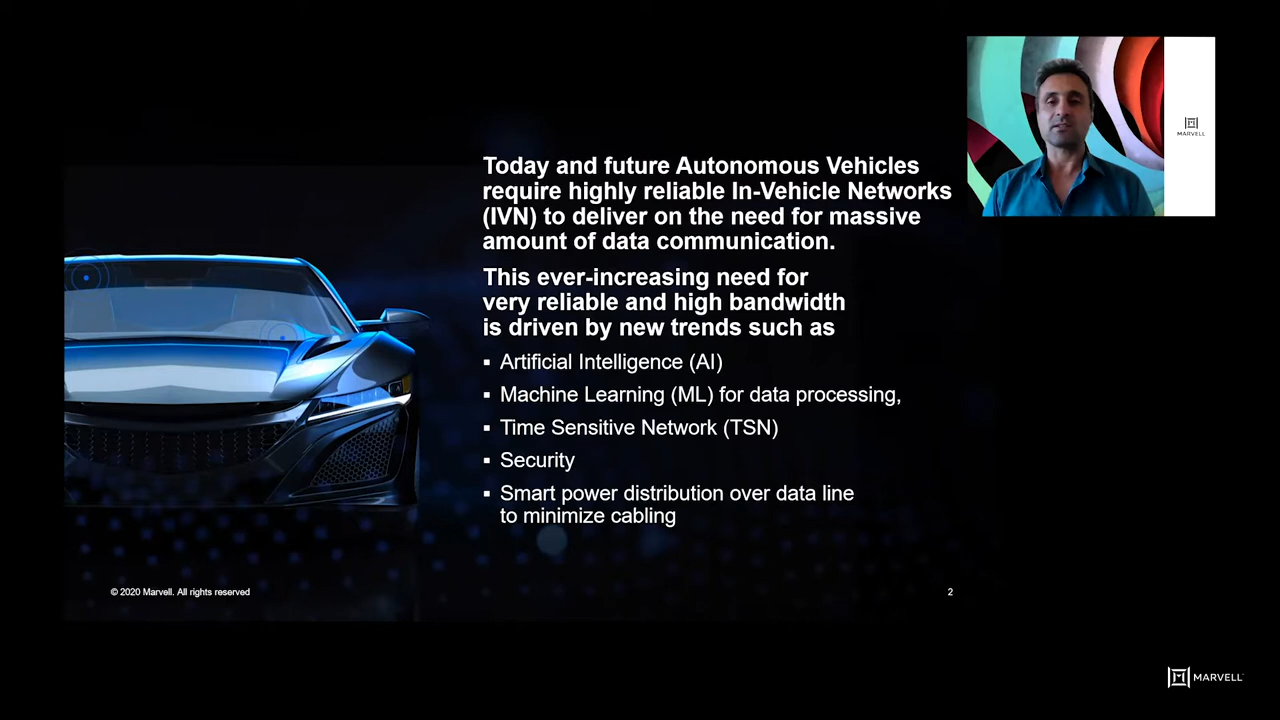 MARVELL
Today and future Autonomous Vehicles
require highly reliable In-Vehicle Networks
(IVN) to deliver on the need for massive
amount of data communication.
This ever-increasing need for
very reliable and high bandwidth
is driven by new trends such as
▪ Artificial Intelligence (AI)
▪ Machine Learning (ML) for data processing,
▪ Time Sensitive Network (TSN)
▪ Security
▪ Smart power distribution over data line
to minimize cabling
© 2020 Marvell. All rights reserved
2
MARVELL